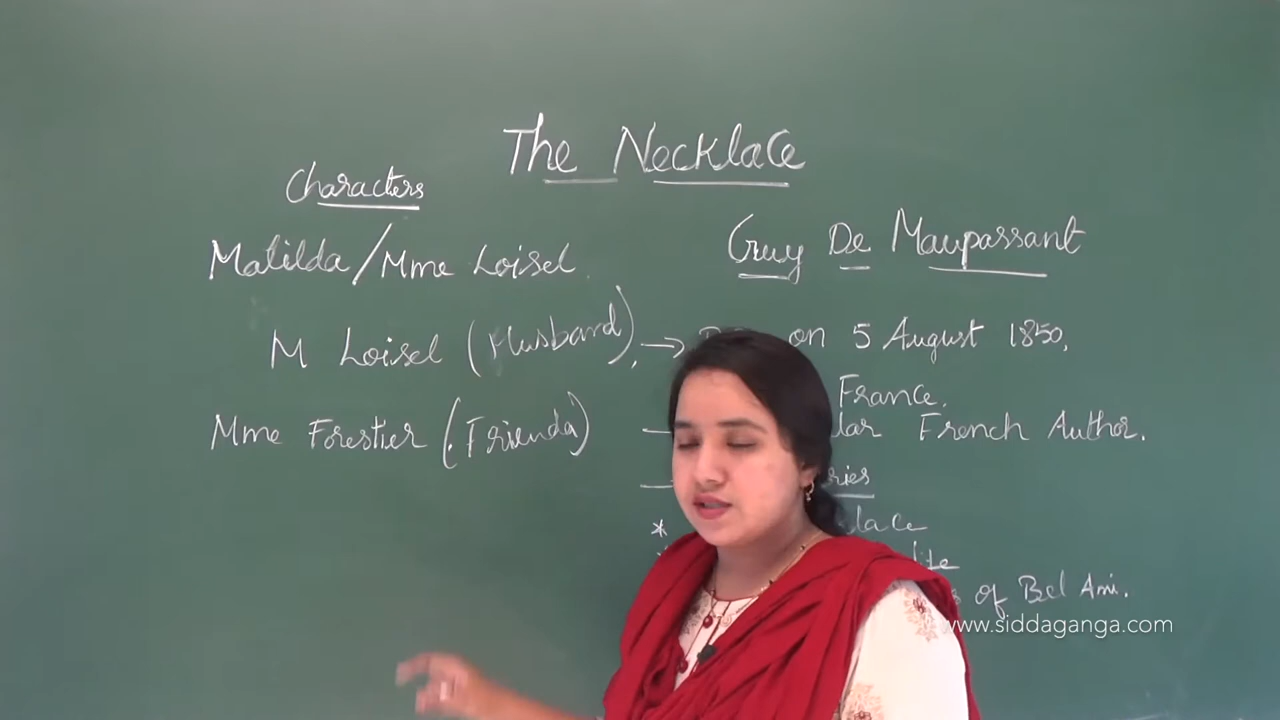 The Necklace
Characters
Matilda/Mme Loisel.
M Loisel (Husband),
Mme Forestier (Frienda)
Guy De Maupassant
→ on 5 August 1850,
France.
French Author.
*
of Bel Ami.
www.siddaganga.com